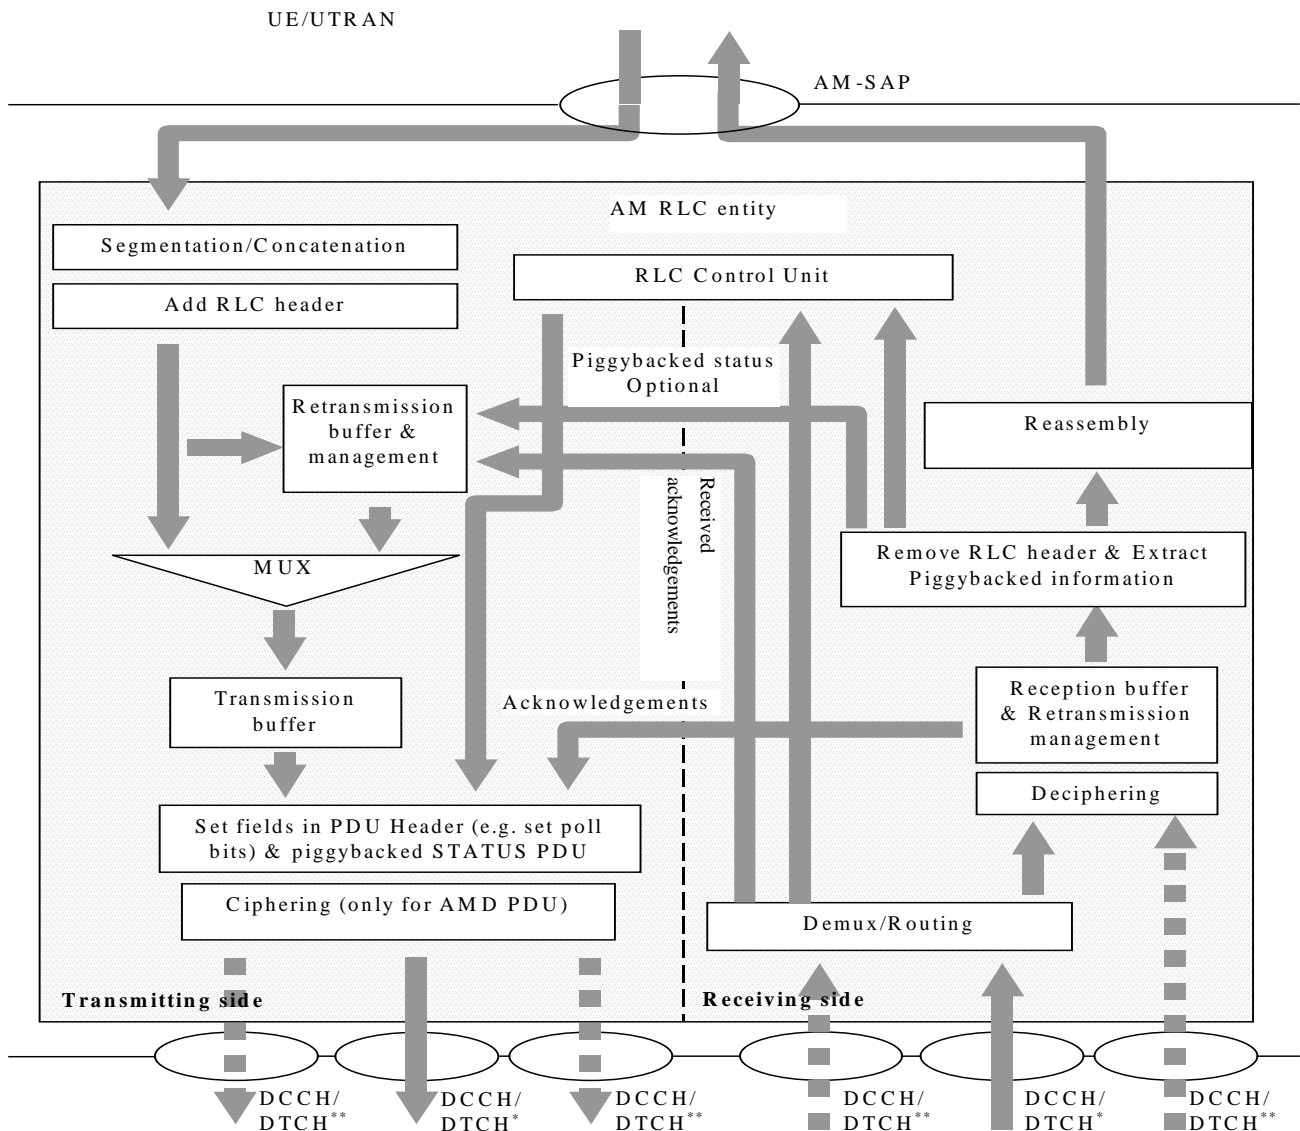 UE/UTRAN
AM-SAP
AM RLC entity
Segmentation/Concatenation
RLC Control Unit
Add RLC header
Piggybacked status
Optional
Retransmission
buffer &
management
Reassembly
Received
acknowledgements
MUX
Remove RLC header & Extract
Piggybacked information
Transmission
buffer
Acknowledgements
Reception buffer
& Retransmission
management
Deciphering
Set fields in PDU Header (e.g. set poll
bits) & piggybacked STATUS PDU
Ciphering (only for AMD PDU)
Demux/Routing
Transmitting side
Receiving side
DCCH/
DTCH**
DCCH/
DTCH*
DCCH/
DTCH**
DCCH/
DTCH**
DCCH/
DTCH*
DCCH/
DTCH**